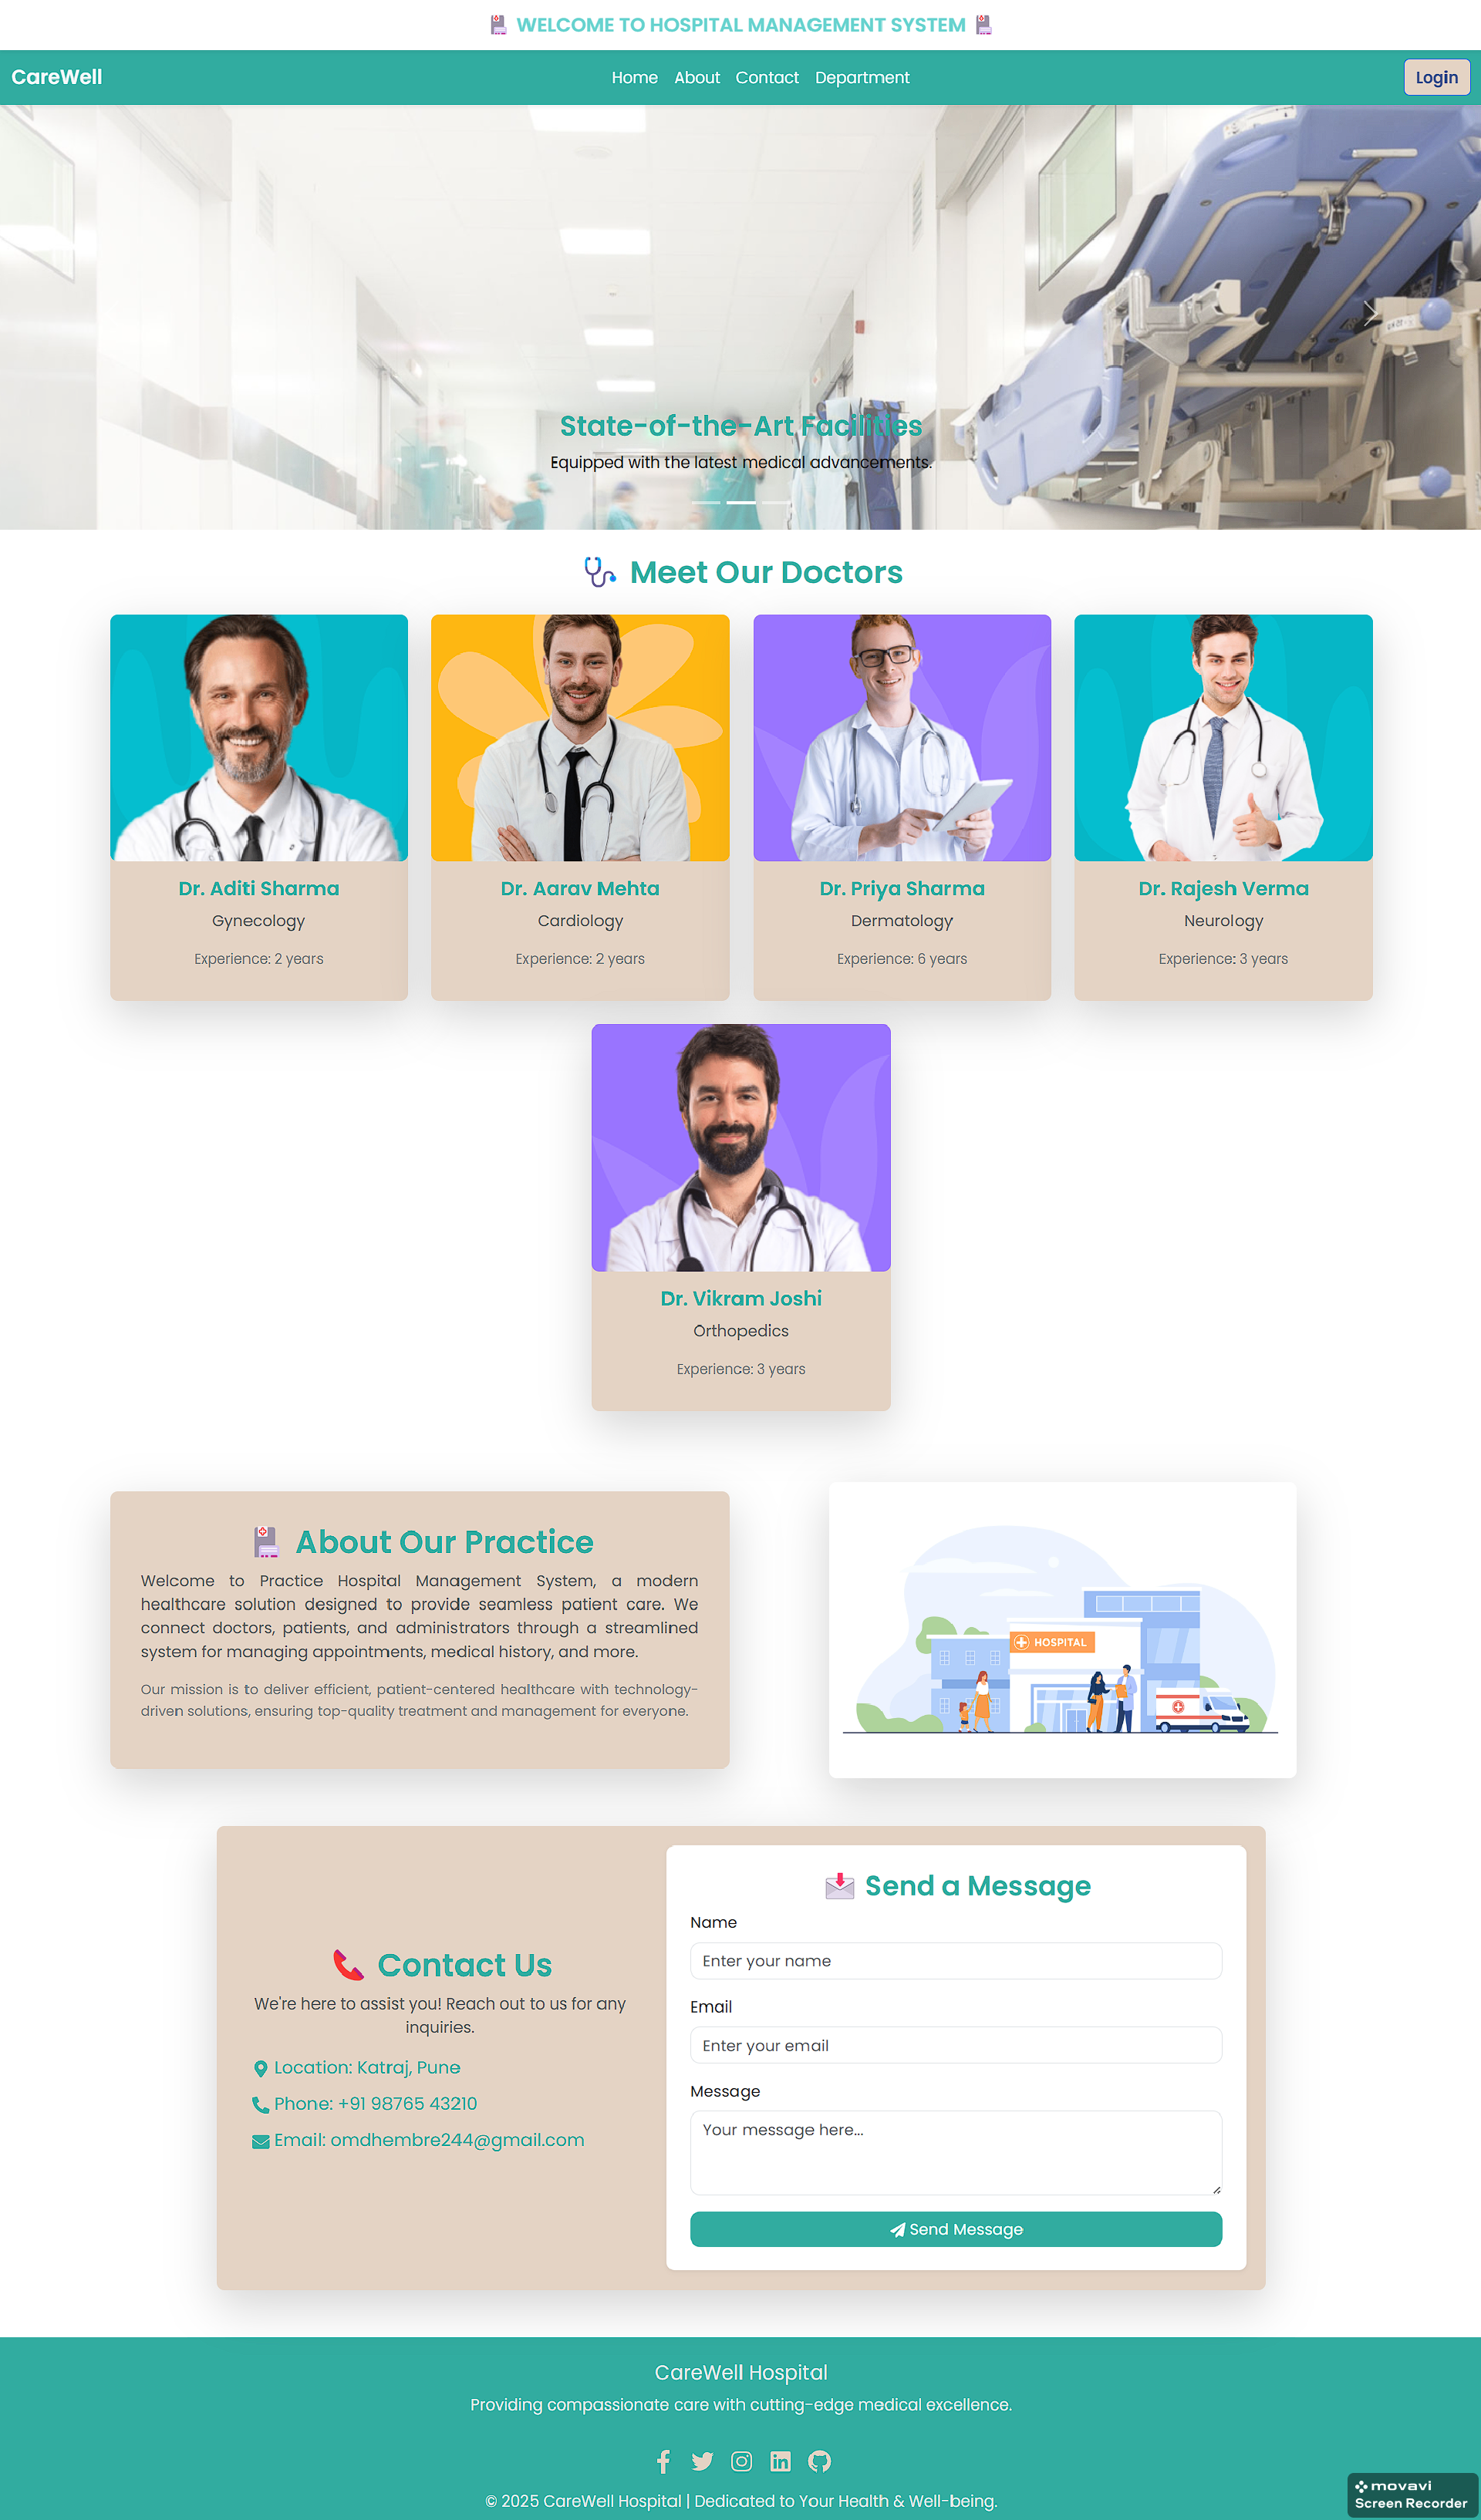 WELCOME TO HOSPITAL MANAGEMENT SYSTEM
CareWell
Home About Contact Department
Login
State-of-the-Art Facilities
Equipped with the latest medical advancements.
Meet Our Doctors
Dr. Aditi Sharma
Gynecology
Experience: 2 years
Dr. Aarav Mehta
Cardiology
Experience: 2 years
Dr. Priya Sharma
Dermatology
Experience: 6 years
Dr. Rajesh Verma
Neurology
Experience: 3 years
Dr. Vikram Joshi
Orthopedics
Experience: 3 years
About Our Practice
Welcome to Practice Hospital Management System, a modern
healthcare solution designed to provide seamless patient care. We
connect doctors, patients, and administrators through a streamlined
system for managing appointments, medical history, and more.
Our mission is to deliver efficient, patient-centered healthcare with technology-
driven solutions, ensuring top-quality treatment and management for everyone.
HOSPITAL
Contact Us
We're here to assist you! Reach out to us for any
inquiries.
Location: Katraj, Pune
Phone: +91 98765 43210
Email: omdhembre244@gmail.com
Send a Message
Name
Enter your name
Email
Enter your email
Message
Your message here...
Send Message
CareWell Hospital
Providing compassionate care with cutting-edge medical excellence.
© 2025 CareWell Hospital | Dedicated to Your Health & Well-being.
movavi
Screen Recorder